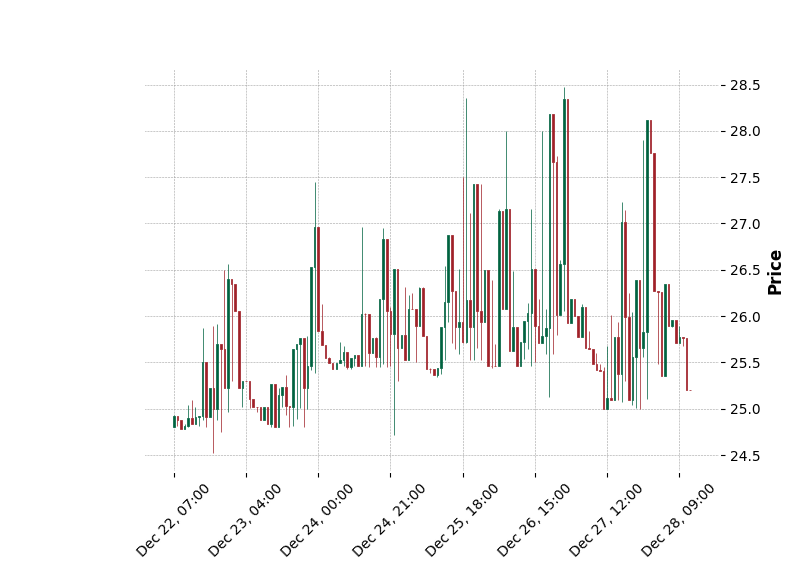 28.5
28.0
27.5
27.0
26.5
26.0
25.5
25.0
24.5
Price
Dec 22, 07:00
Dec 23, 04:00
Dec 24, 00:00
Dec 24, 21:00
Dec 25, 18:00
Dec 26, 15:00
Dec 27, 12:00
Dec 28, 09:00